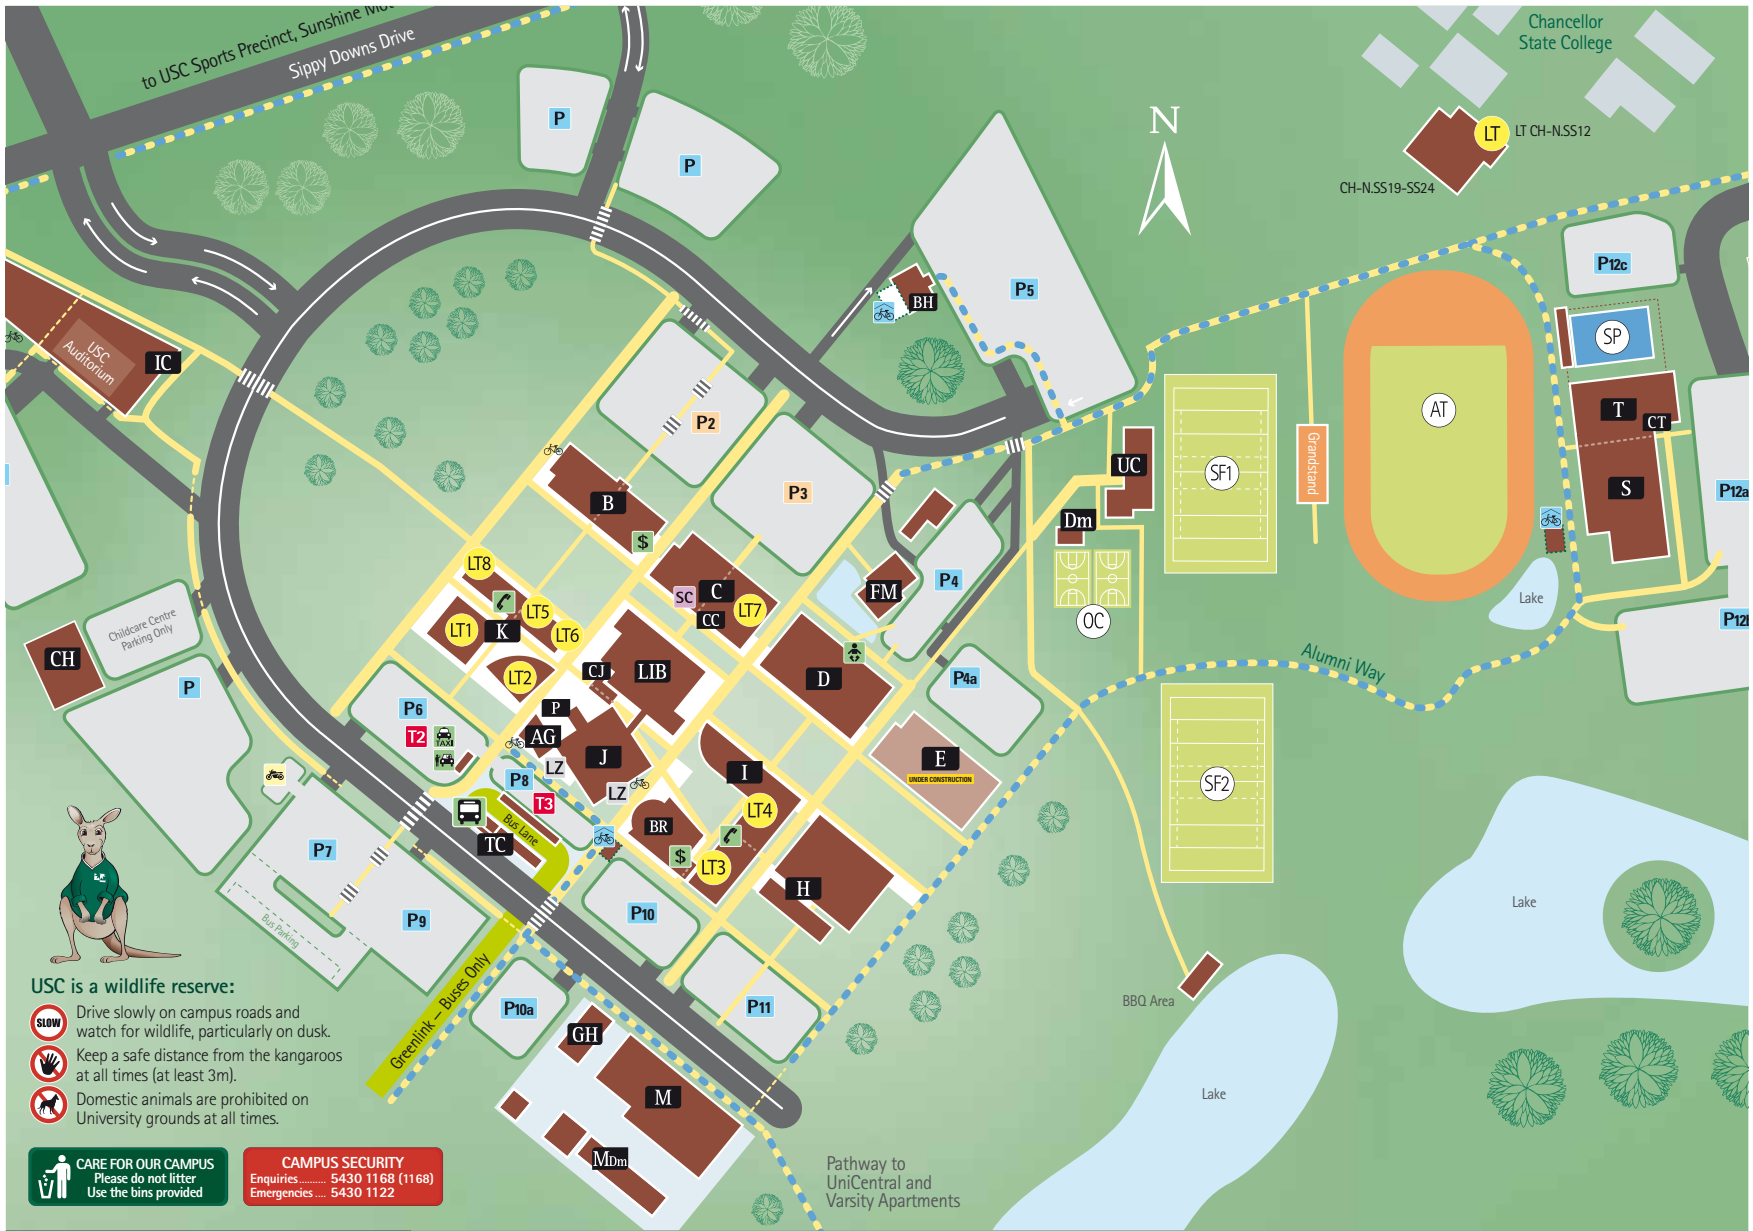 to USC Sports Precinct, Sunshine Mot
Sippy Downs Drive
Chancellor
State College
LT
LT CH-N.SS12
CH-N.SS19-SS24
N
P
P
P5
BH
P12c
SP
USC
Auditorium
IC
P2
P3
AT
T
CT
S
P12a
Grandstand
SF1
UC
Dm
B
$
LT8
LT5
LT1
K
LT6
LT2
SC
C
CC
LT7
FM
P4
OC
Lake
P12b
Childcare Centre
Parking Only
CH
P
CJ
LIB
D
P4a
Alumni Way
P6
T2
TAXI
P
AG
J
LZ
LZ
P8
T3
I
LT4
E
UNDER CONSTRUCTION
SF2
Bus Lane
TC
BR
$
LT3
H
P7
P9
Bus Parking
P10
Lake
Greenlink – Buses Only
P10a
P11
BBQ Area
GH
M
MDm
Lake
USC is a wildlife reserve:
SLOW
Drive slowly on campus roads and
watch for wildlife, particularly on dusk.
Keep a safe distance from the kangaroos
at all times (at least 3m).
Domestic animals are prohibited on
University grounds at all times.
CARE FOR OUR CAMPUS
Please do not litter
Use the bins provided
CAMPUS SECURITY
Enquiries.......... 5430 1168 (1168)
Emergencies .... 5430 1122
Pathway to
UniCentral and
Varsity Apartments